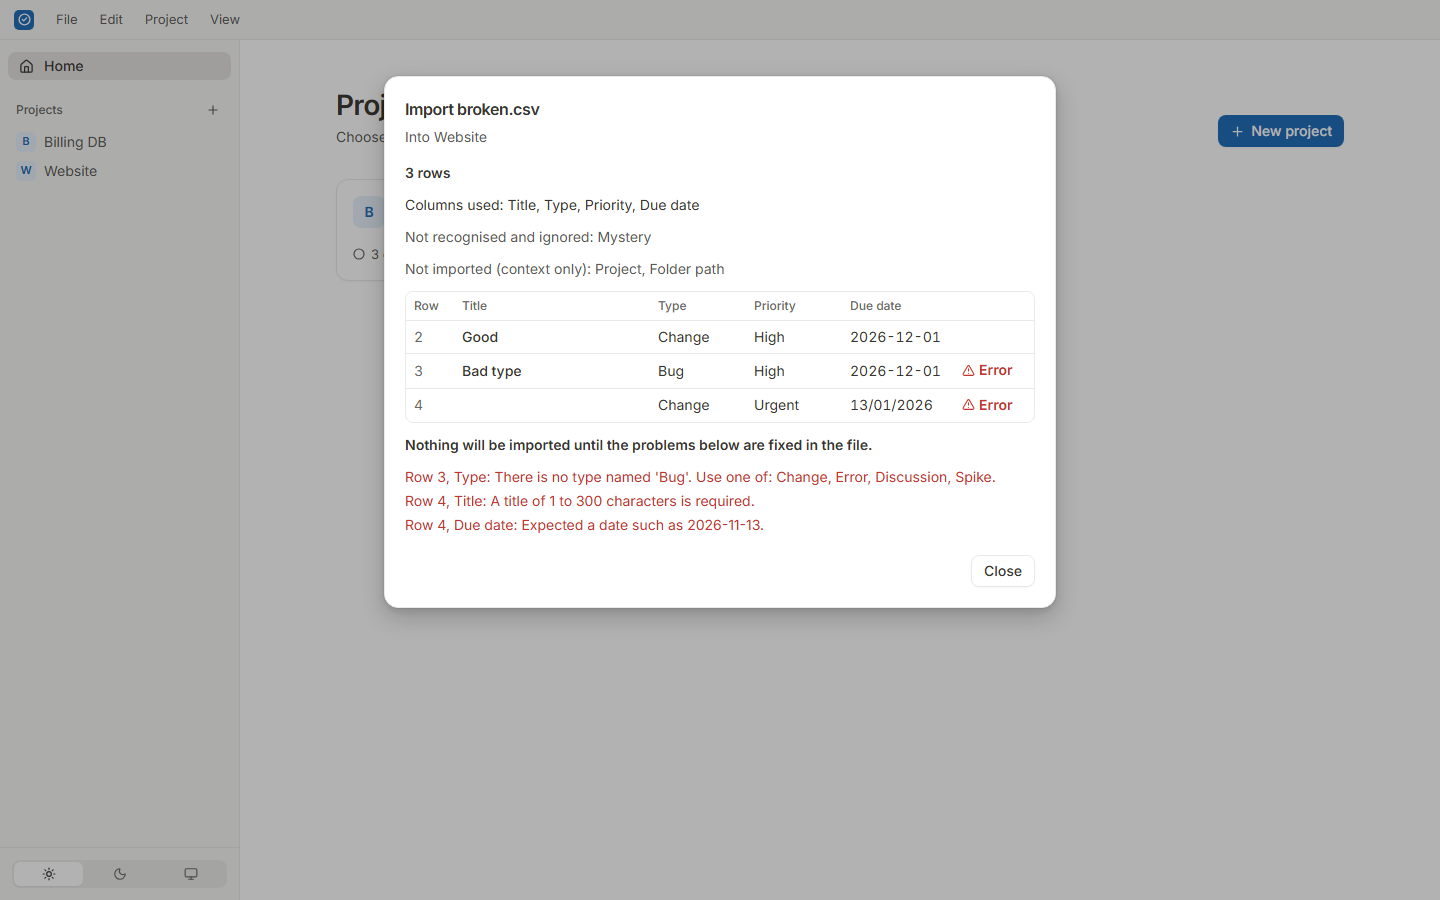 File Edit Project View
Home
Projects
B Billing DB
W Website
Proj
Choose
New project
B
3
Import broken.csv
Into Website
3 rows
Columns used: Title, Type, Priority, Due date
Not recognised and ignored: Mystery
Not imported (context only): Project, Folder path
Row Title Type Priority Due date
2 Good Change High 2026-12-01
3 Bad type Bug High 2026-12-01 Error
4 Change Urgent 13/01/2026 Error
Nothing will be imported until the problems below are fixed in the file.
Row 3, Type: There is no type named 'Bug'. Use one of: Change, Error, Discussion, Spike.
Row 4, Title: A title of 1 to 300 characters is required.
Row 4, Due date: Expected a date such as 2026-11-13.
Close